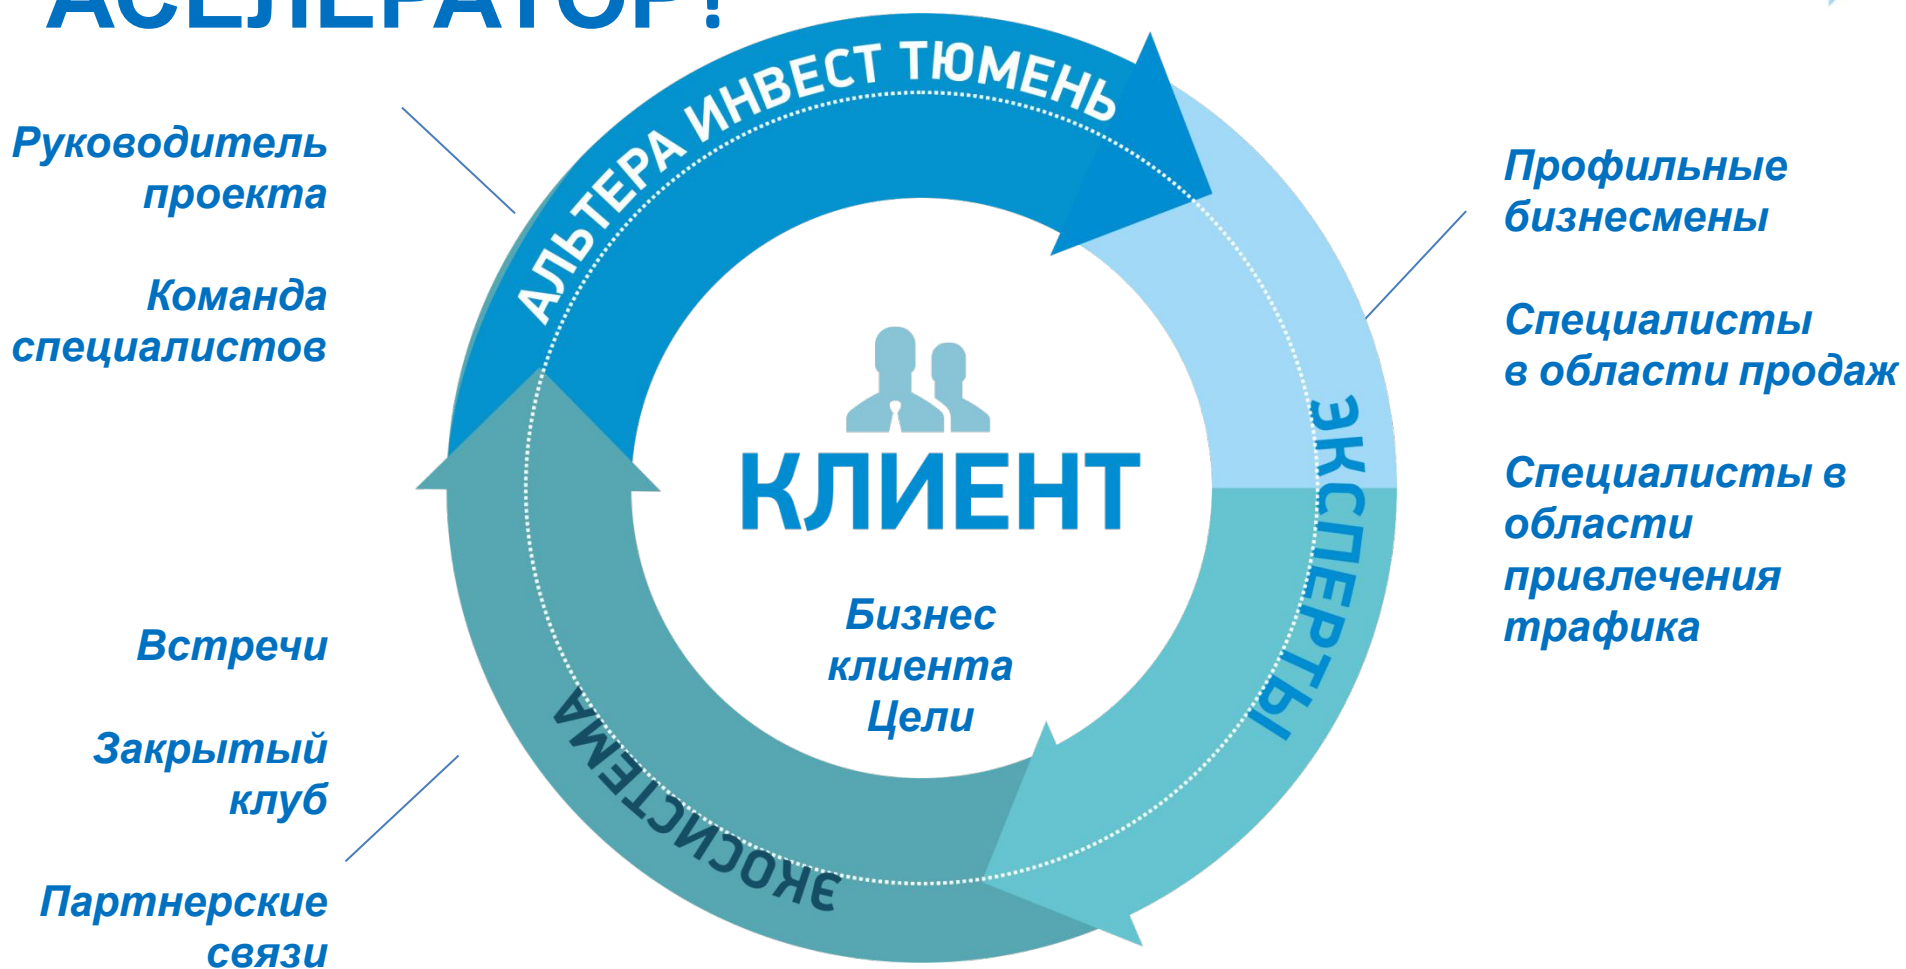 АСЕЛЕРАТОР?
АЛЬТЕРА ИНВЕСТ ТЮМЕНЬ
Руководитель
проекта
Команда
специалистов
Профильные
бизнесмены
Специалисты
в области продаж
Специалисты в
области
привлечения
трафика
ЭКСПЕРТЫ
КЛИЕНТ
Бизнес
клиента
Цели
ЭКОСИСТЕМА
Встречи
Закрытый
клуб
Партнерские
связи